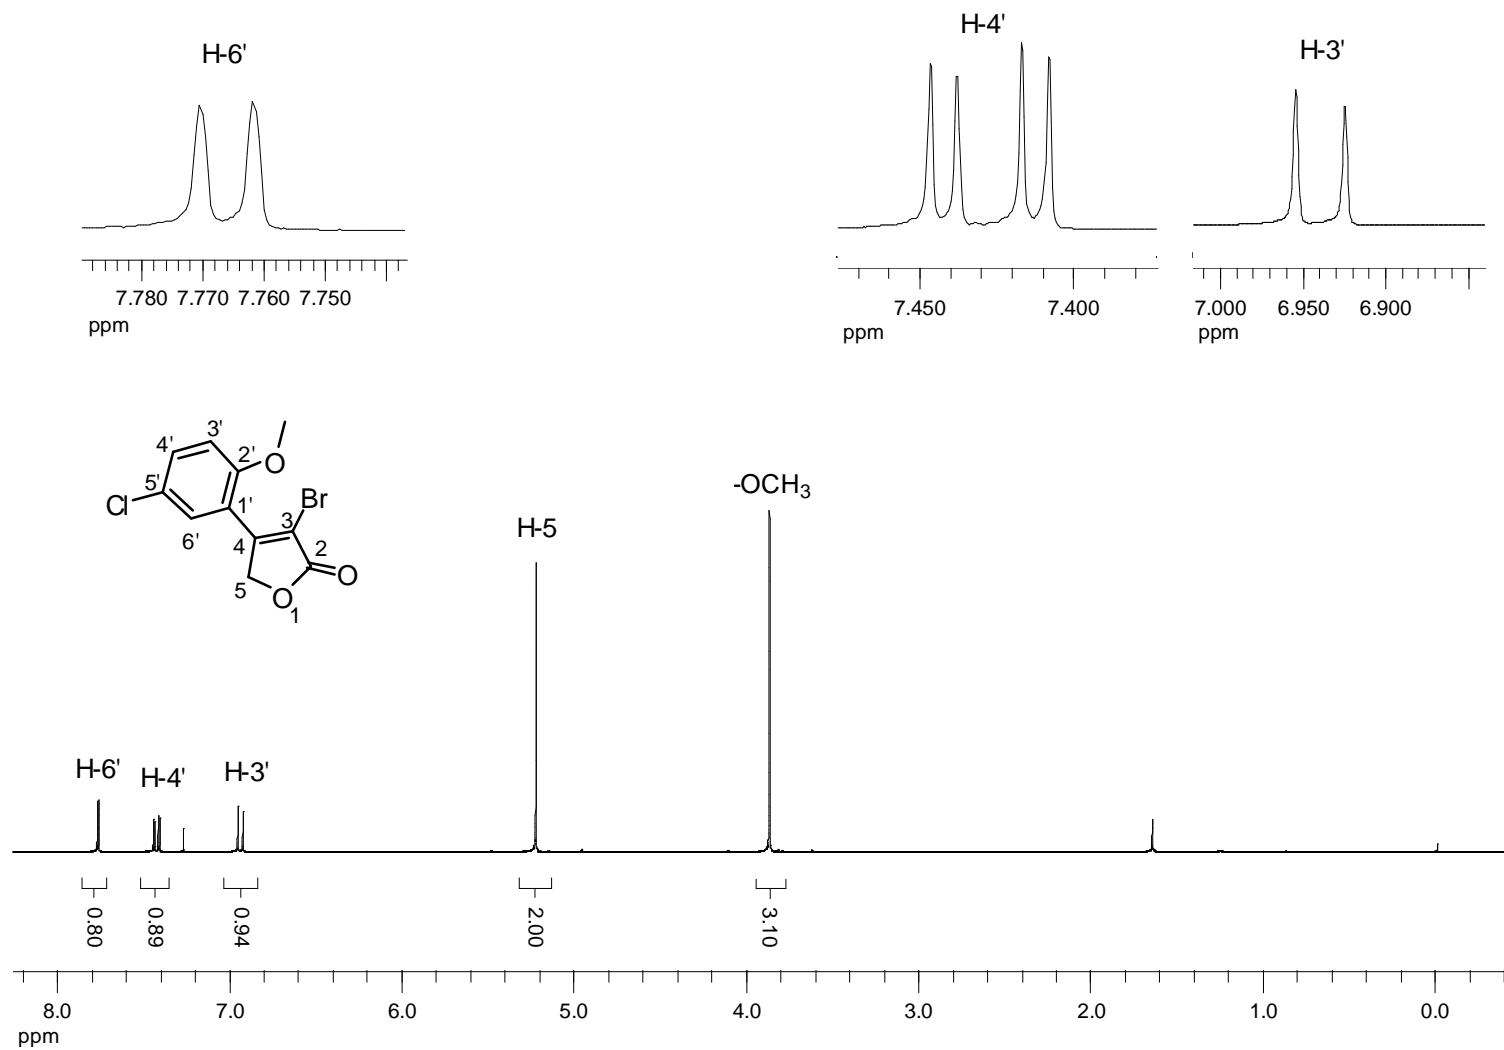 H-6'
H-4'
H-3'
7.780 7.770 7.760 7.750
ppm
7.450 7.400
ppm
7.000 6.950 6.900
ppm
3'
4'
2'
O
5'
Cl
1'
Br
6'
3
4
2
O
5
O
1
H-5
-OCH3
H-6'
H-4'
H-3'
0.80
0.89
0.94
2.00
3.10
8.0 7.0 6.0 5.0 4.0 3.0 2.0 1.0 0.0
ppm